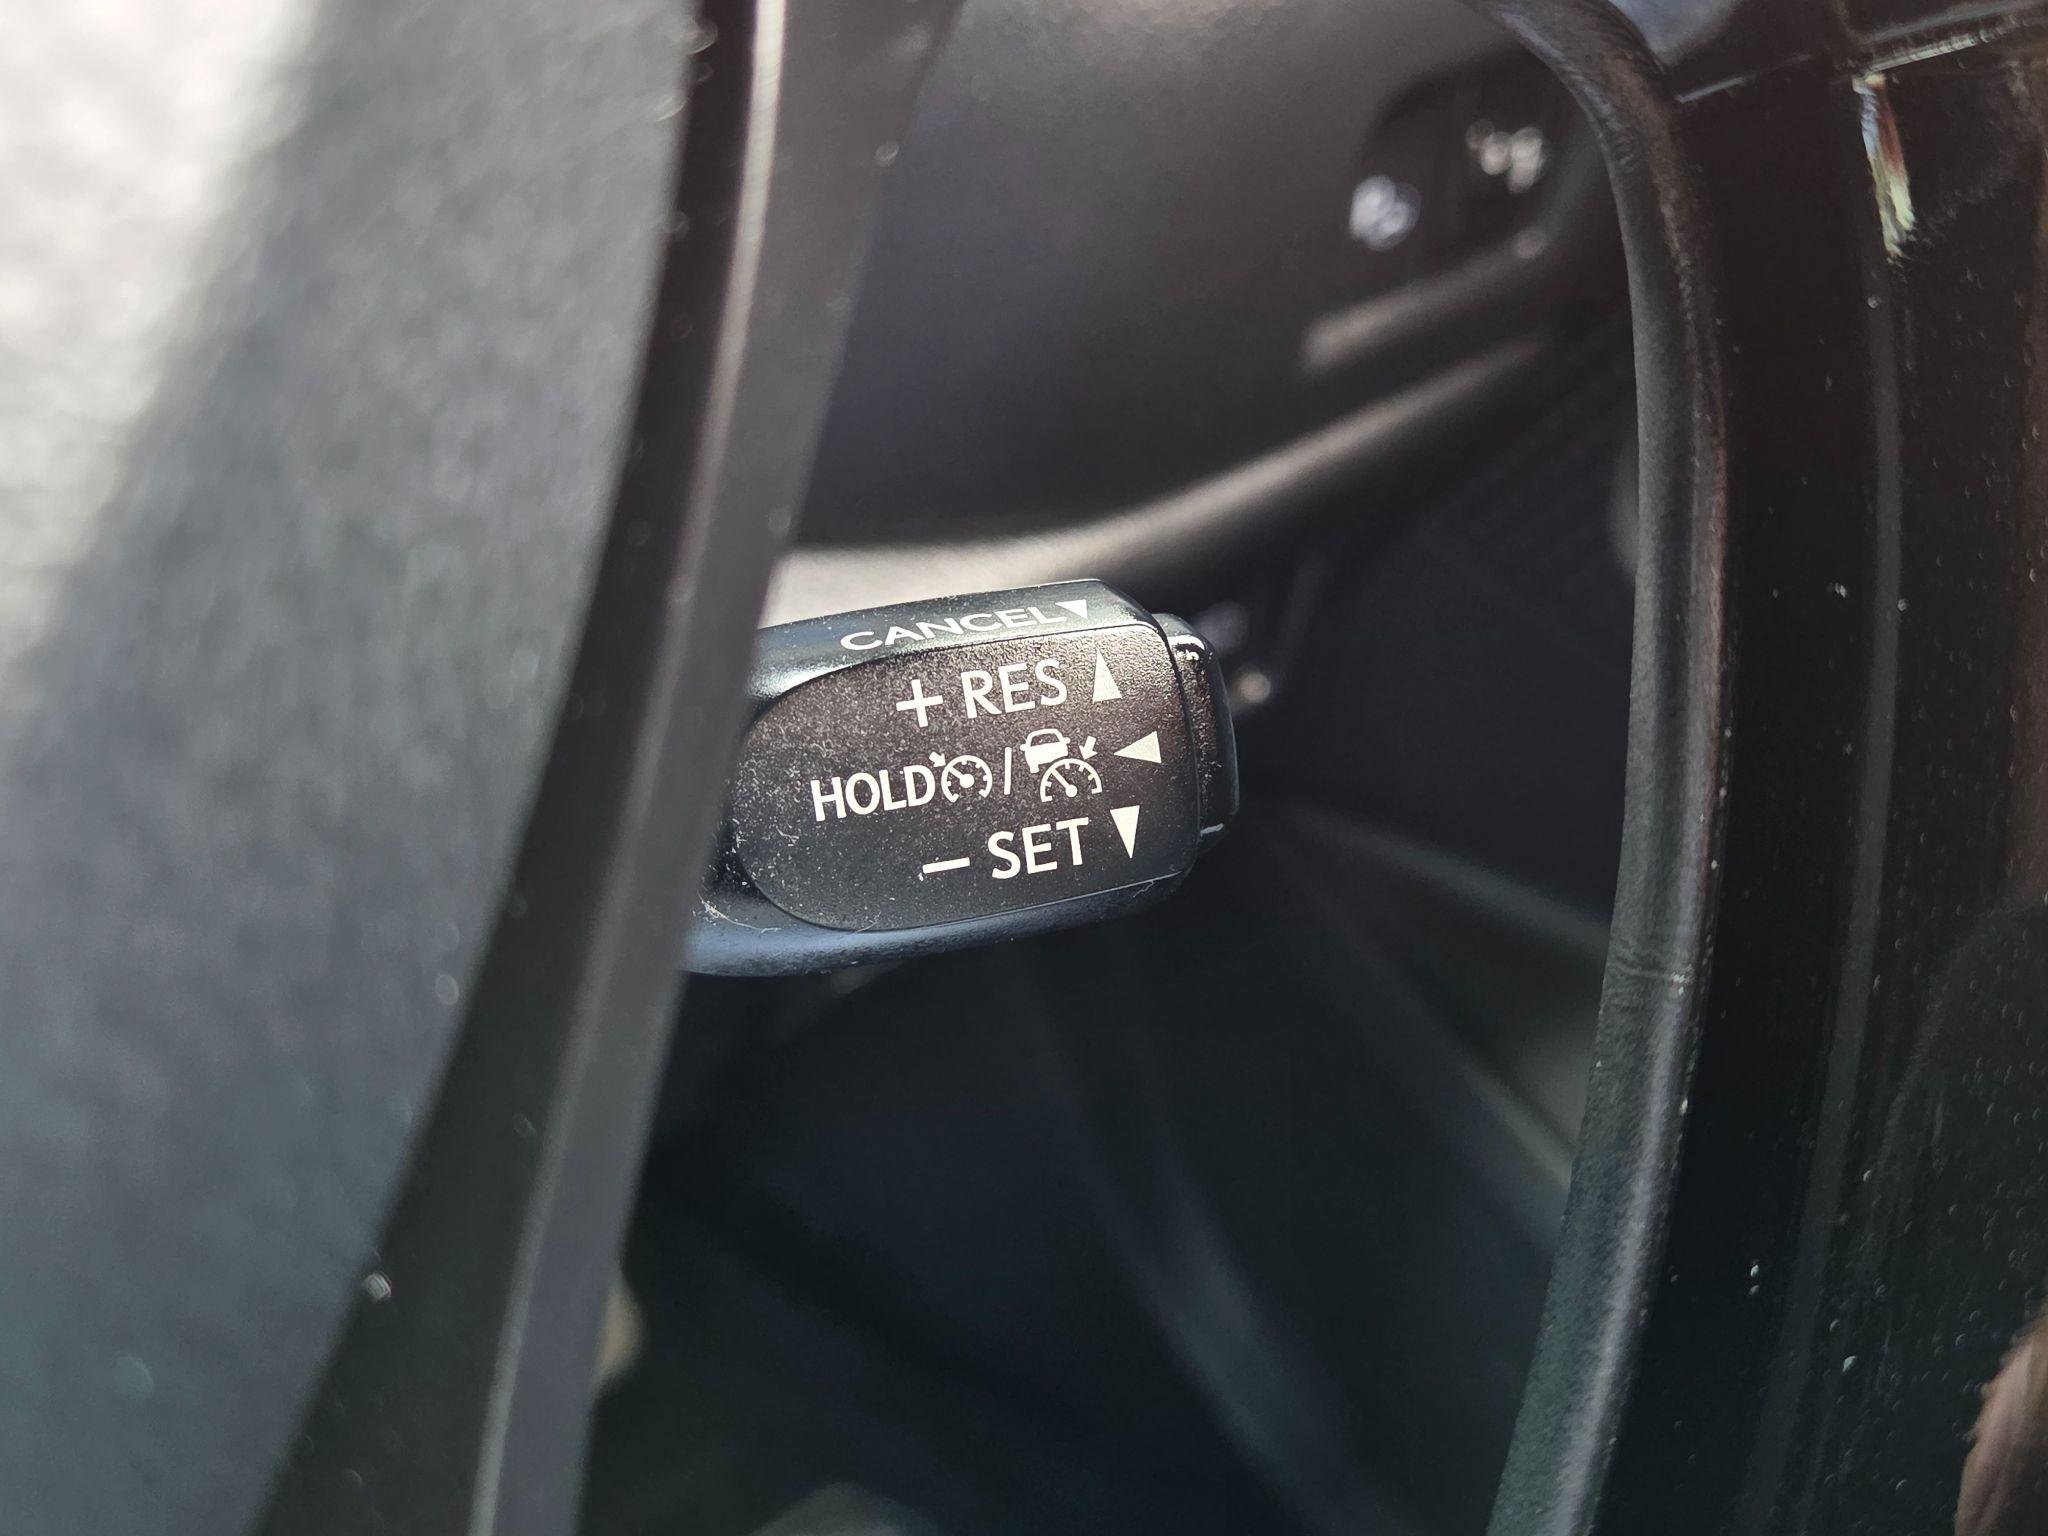 CANCEL
+ RES
HOLD /
− SET